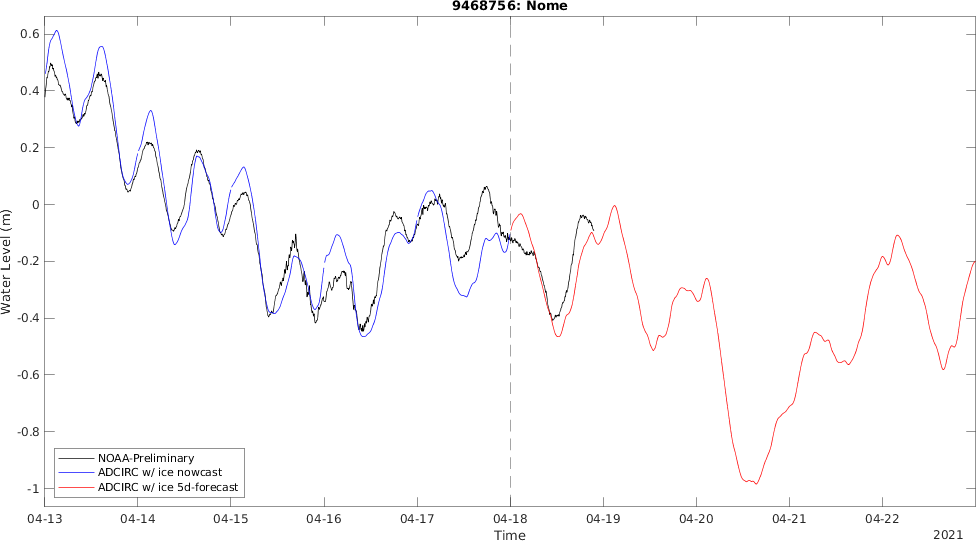 9468756: Nome
Water Level (m)
0.6
0.4
0.2
0
-0.2
-0.4
-0.6
-0.8
-1
NOAA-Preliminary
ADCIRC w/ ice nowcast
ADCIRC w/ ice 5d-forecast
04-13 04-14 04-15 04-16 04-17 04-18 04-19 04-20 04-21 04-22
Time
2021